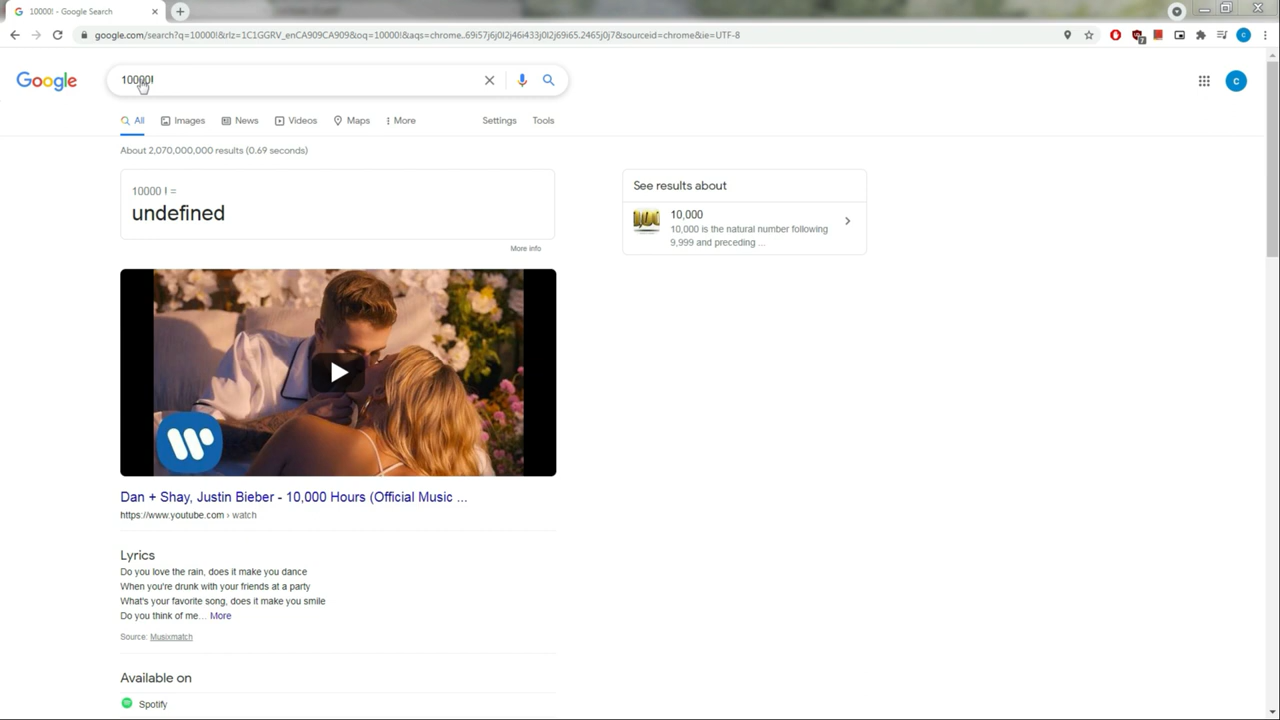 10000! - Google Search
google.com/search?q=10000!&rlz=1C1GGRV_enCA909CA909&oq=10000!&aqs=chrome..69i57j6j0l2j46i433j0l2j69i65.2465j0j7&sourceid=chrome&ie=UTF-8
Google
10000!
C
All
Images
News
Videos
Maps
More
Settings
Tools
About 2,070,000,000 results (0.69 seconds)
10000 ! =
undefined
More info
See results about
10,000
10,000 is the natural number following
9,999 and preceding ...
Dan + Shay, Justin Bieber - 10,000 Hours (Official Music ...
https://www.youtube.com › watch
Lyrics
Do you love the rain, does it make you dance
When you're drunk with your friends at a party
What's your favorite song, does it make you smile
Do you think of me... More
Source: Musixmatch
Available on
Spotify